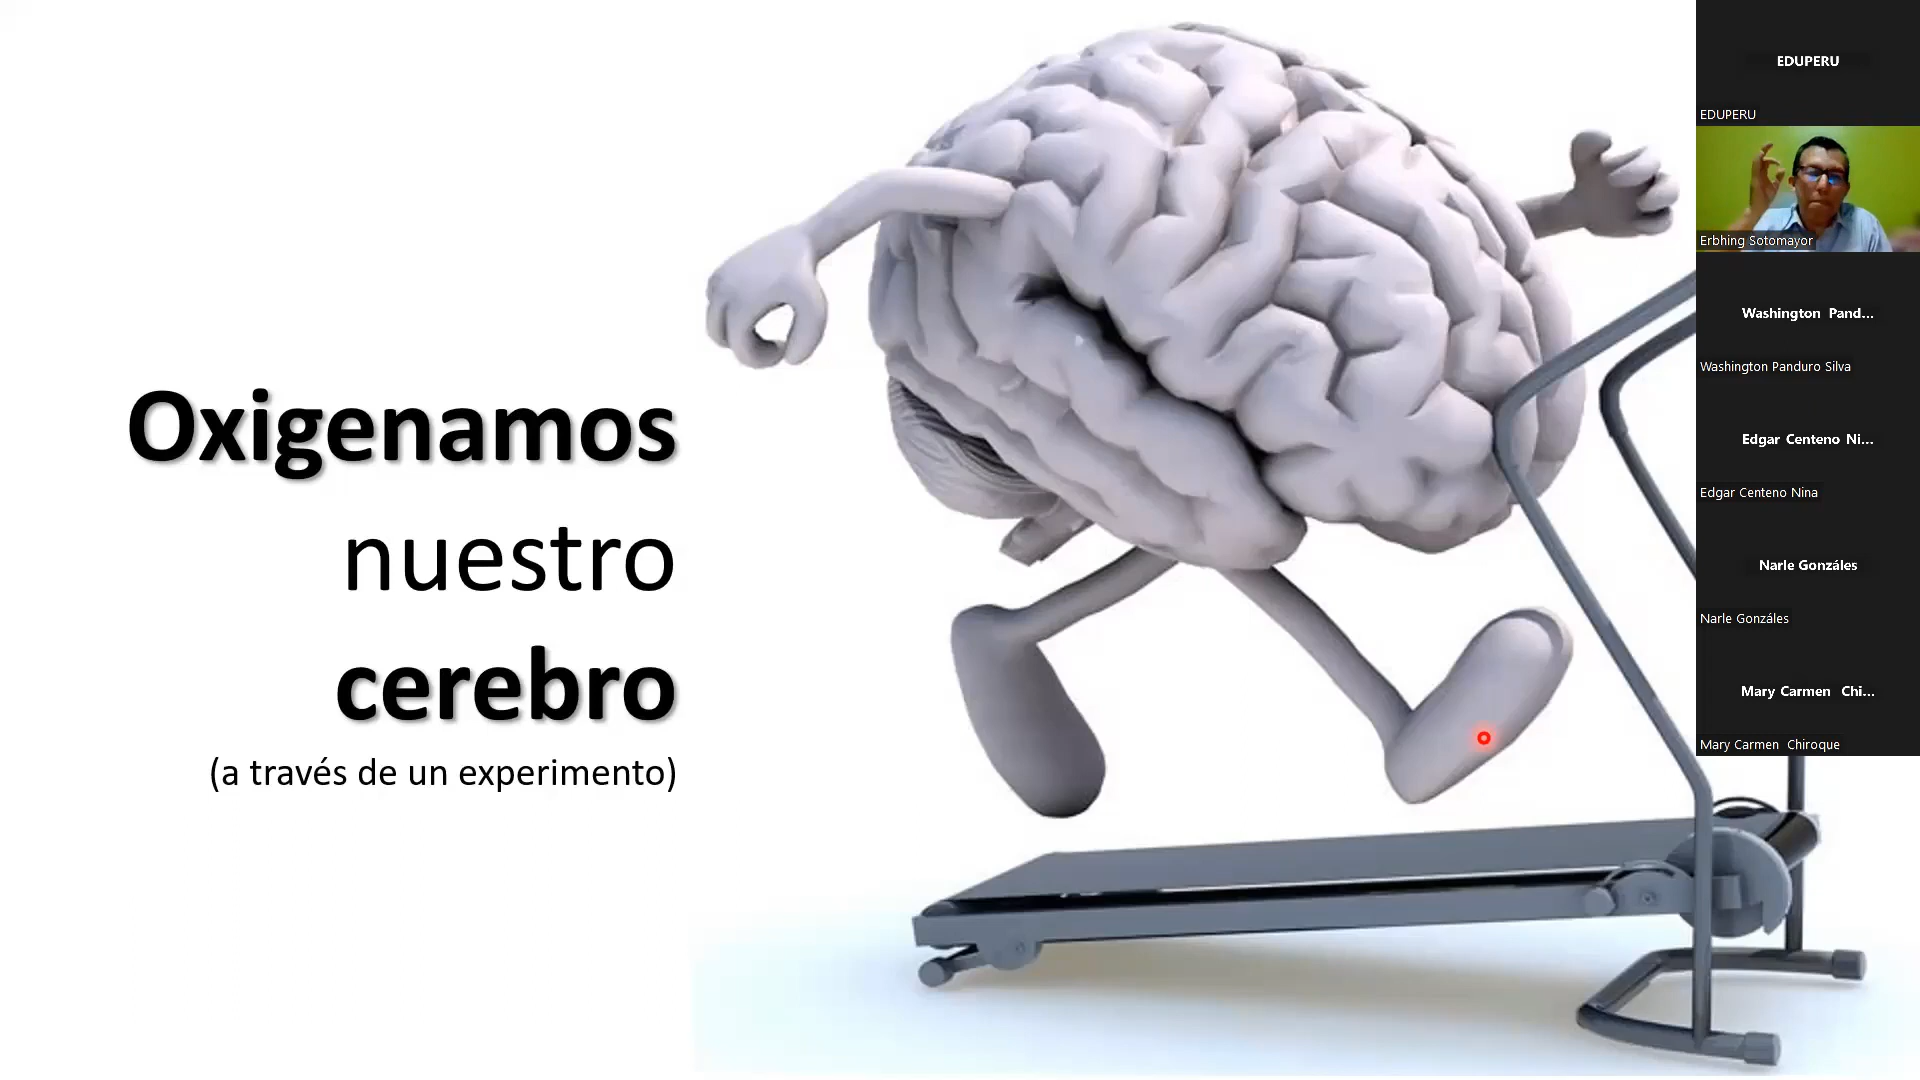 Oxigenamos
nuestro
cerebro
(a través de un experimento)
EDUPERU
EDUPERU
Erbhing Sotomayor
Washington Pand...
Washington Panduro Silva
Edgar Centeno Ni...
Edgar Centeno Nina
Narle Gonzáles
Narle Gonzáles
Mary Carmen Chi...
Mary Carmen Chiroque